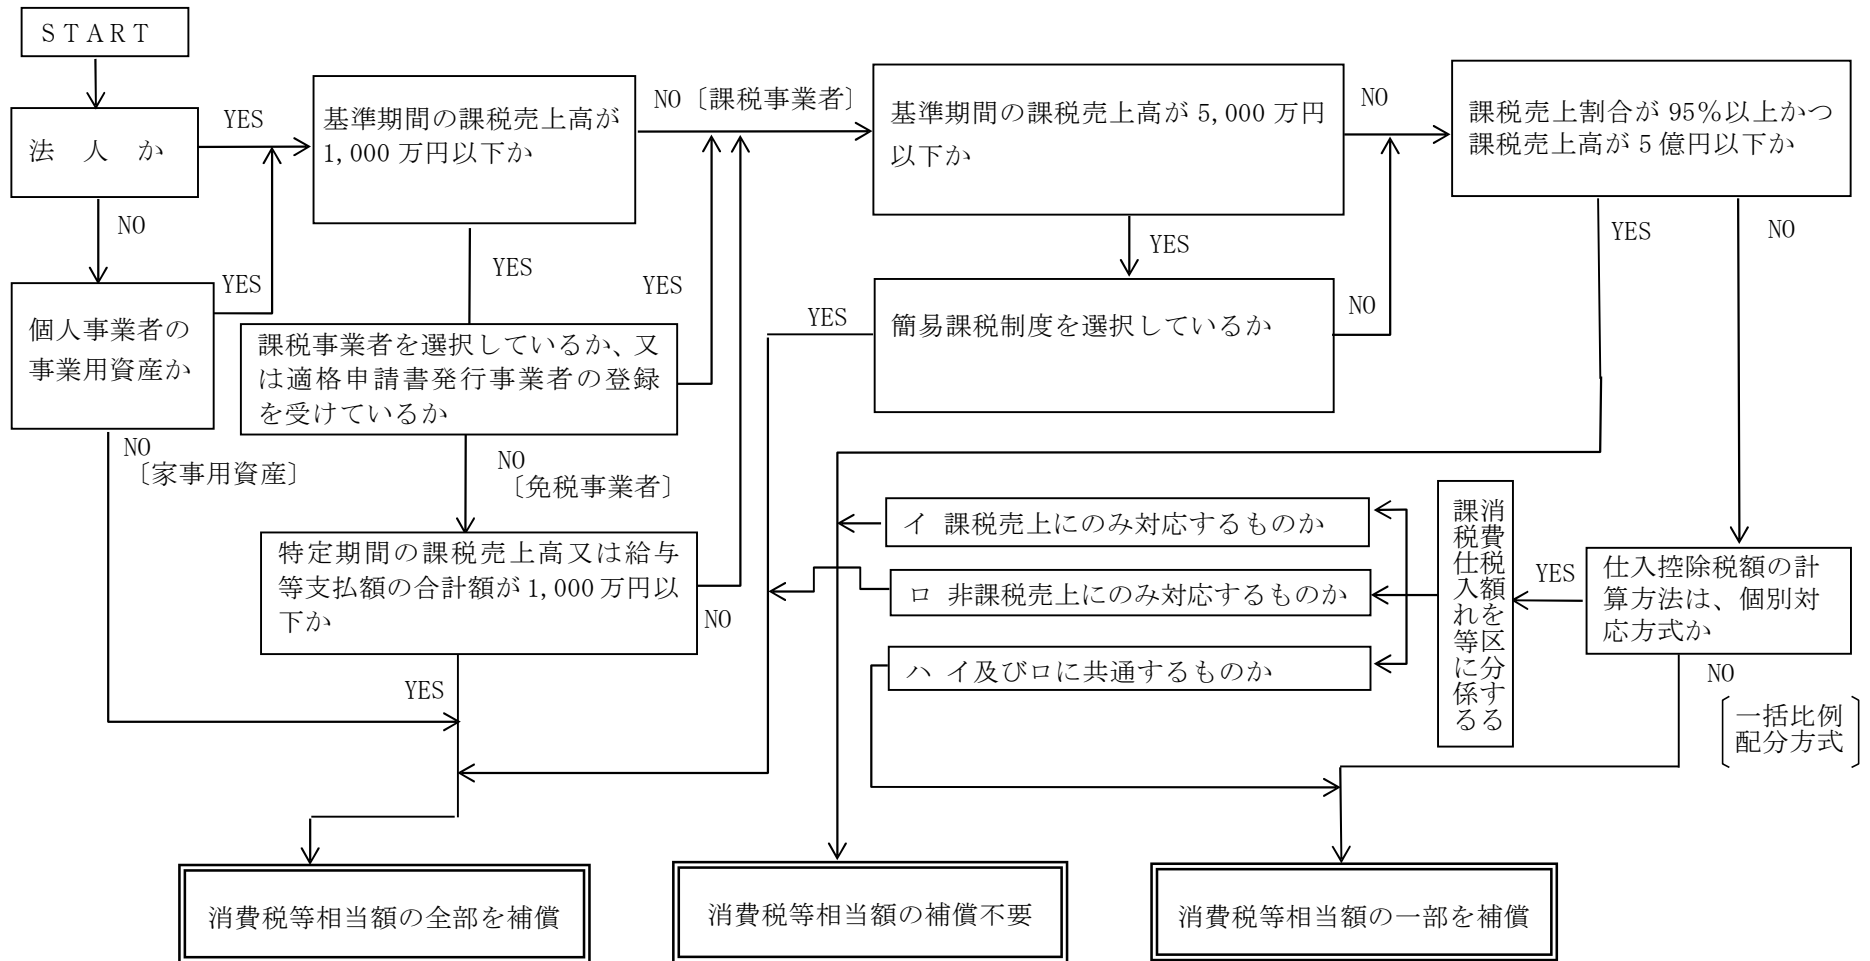 START
法　人　か
YES
NO
個人事業者の
事業用資産か
YES
NO
〔家事用資産〕
基準期間の課税売上高が
1,000 万円以下か
NO〔課税事業者〕
YES
課税事業者を選択しているか、又
は適格申請書発行事業者の登録
を受けているか
YES
NO
〔免税事業者〕
特定期間の課税売上高又は給与
等支払額の合計額が 1,000 万円以
下か
NO
YES
基準期間の課税売上高が 5,000 万円
以下か
NO
YES
簡易課税制度を選択しているか
YES
NO
課税売上割合が 95％以上かつ
課税売上高が 5 億円以下か
YES
NO
仕入控除税額の計
算方法は、個別対
応方式か
YES
NO
〔一括比例
配分方式〕
消費税額を区分する
課税仕入れ等に係る
イ 課税売上にのみ対応するものか
ロ 非課税売上にのみ対応するものか
ハ イ及びロに共通するものか
消費税等相当額の全部を補償
消費税等相当額の補償不要
消費税等相当額の一部を補償